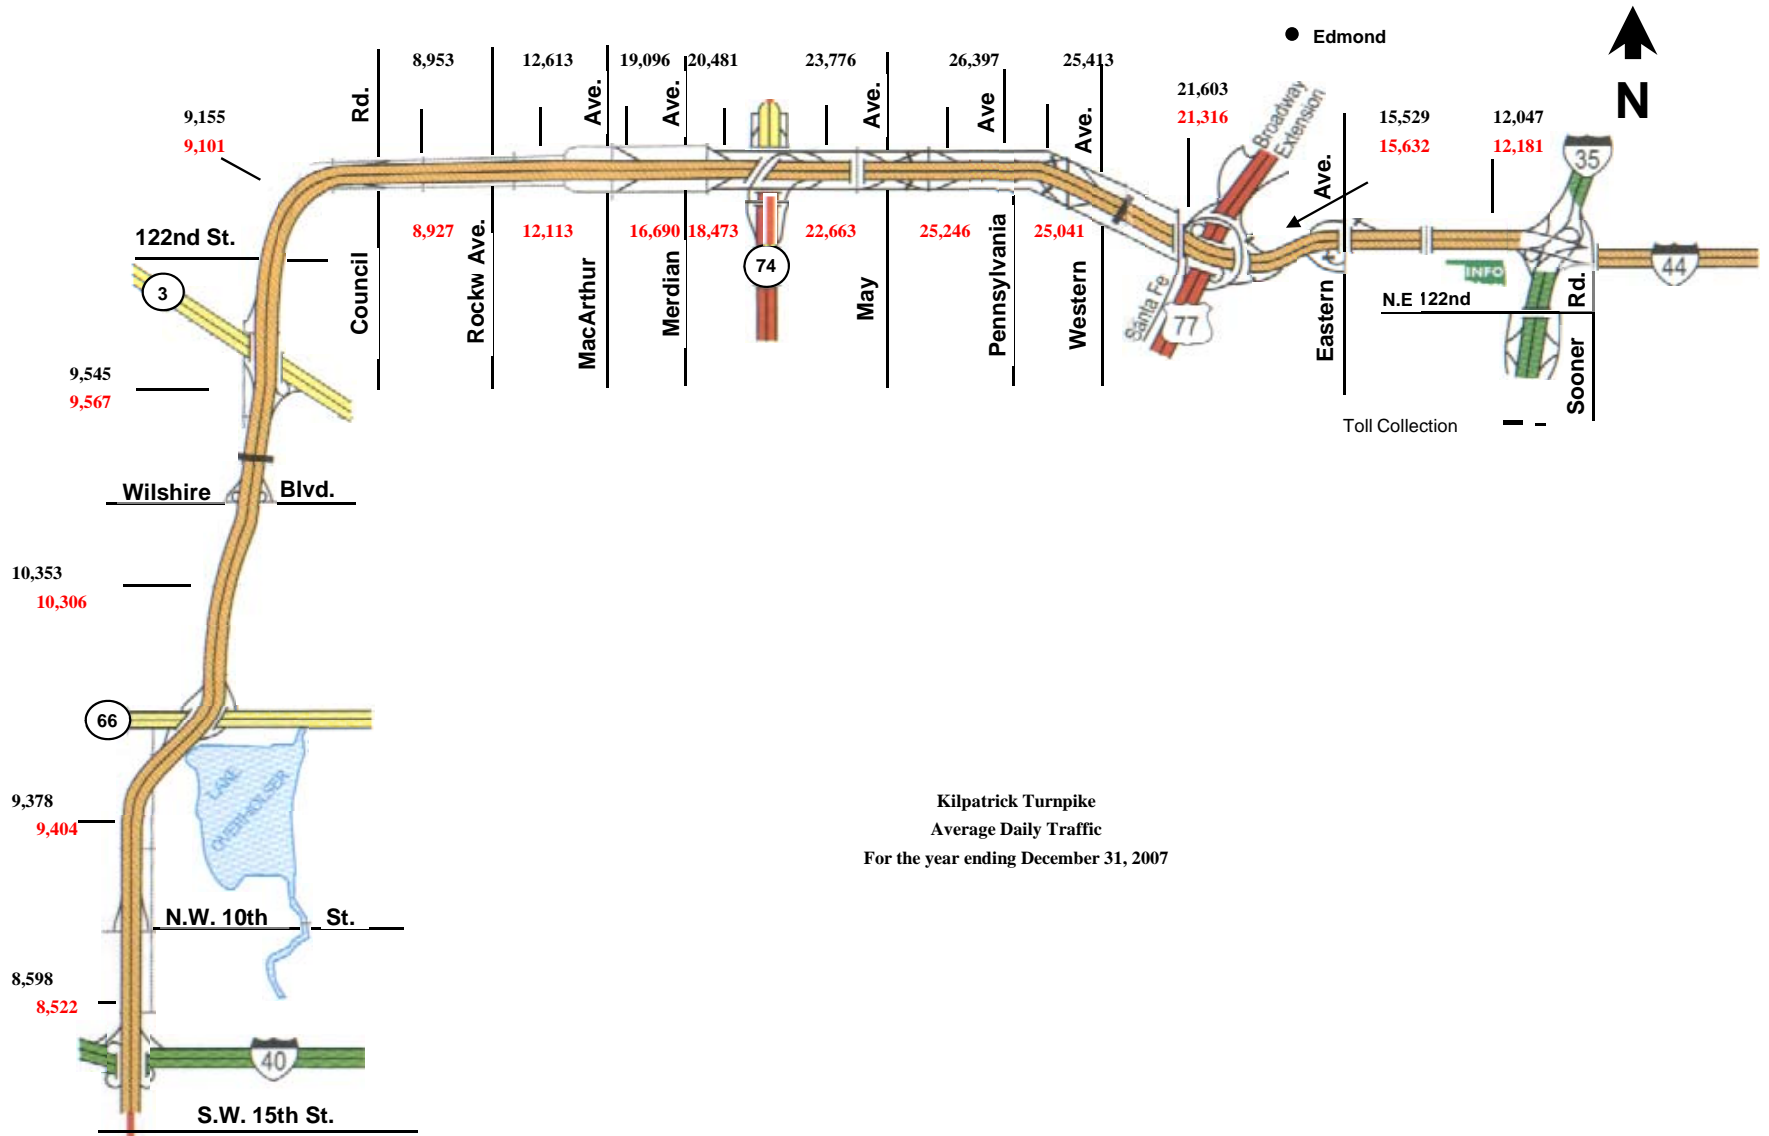 Edmond
N
8,953 12,613 19,096 20,481 23,776 26,397 25,413
21,603
21,316
9,155
9,101
15,529 12,047
15,632 12,181
Rd.
Ave.
Ave.
Ave.
Ave
Ave.
Broadway
Extension
Ave.
35
8,927 12,113 16,690 18,473 22,663 25,246 25,041
122nd St.
3
74
Council
Rockw Ave.
MacArthur
Merdian
May
Pennsylvania
Western
Santa Fe
77
Eastern
INFO
N.E 122nd
Rd.
Sooner
44
9,545
9,567
Toll Collection
Wilshire Blvd.
10,353
10,306
66
LAKE
OVERHOLSER
9,378
9,404
Kilpatrick Turnpike
Average Daily Traffic
For the year ending December 31, 2007
N.W. 10th St.
8,598
8,522
40
S.W. 15th St.